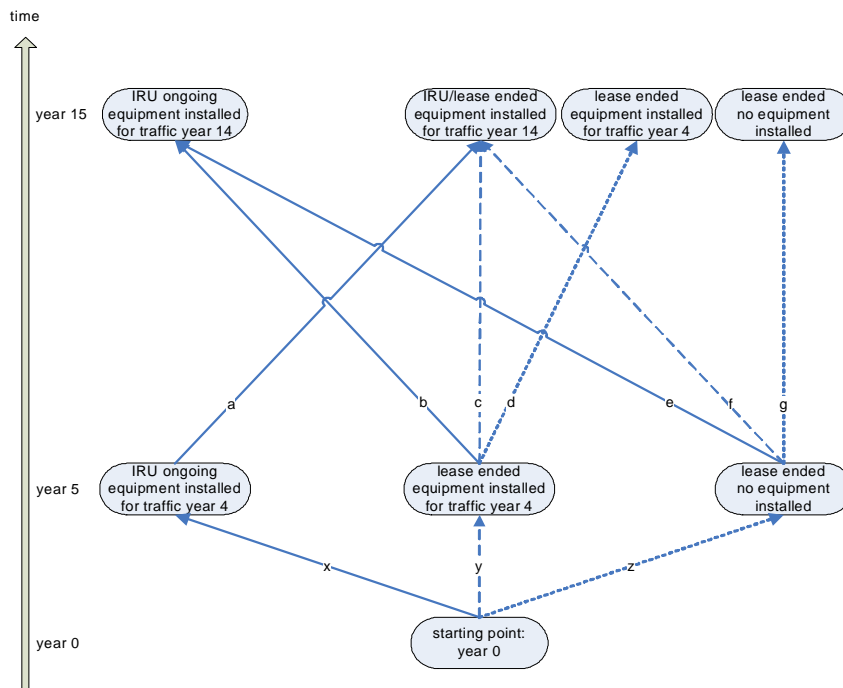 time
year 15
IRU ongoing
equipment installed
for traffic year 14
IRU/lease ended
equipment installed
for traffic year 14
lease ended
equipment installed
for traffic year 4
lease ended
no equipment
installed
a
b
c
d
e
f
g
year 5
IRU ongoing
equipment installed
for traffic year 4
lease ended
equipment installed
for traffic year 4
lease ended
no equipment
installed
x
y
z
year 0
starting point:
year 0